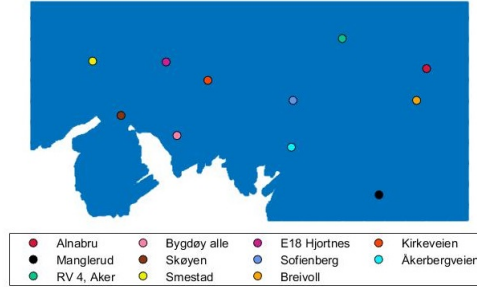 Alnabru Bygdøy alle E18 Hjortnes Kirkeveien
Manglerud Skøyen Sofienberg Åkerbergveien
RV 4, Aker Smestad Breivoll